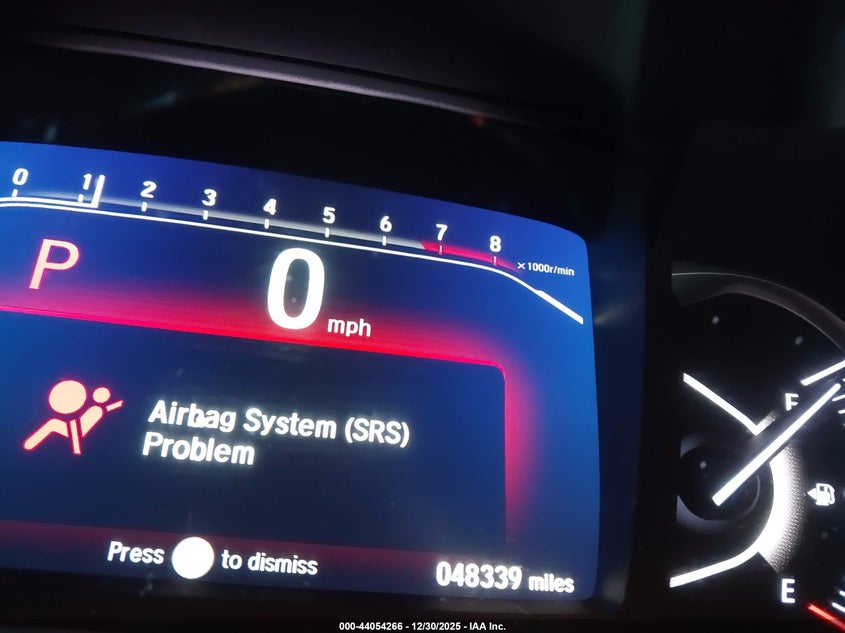 0 1 2 3 4 5 6 7 8
×1000r/min
P
0 mph
F
Airbag System (SRS)
Problem
Press to dismiss
048339 miles
E
000-44054266 - 12/30/2025 - IAA Inc.